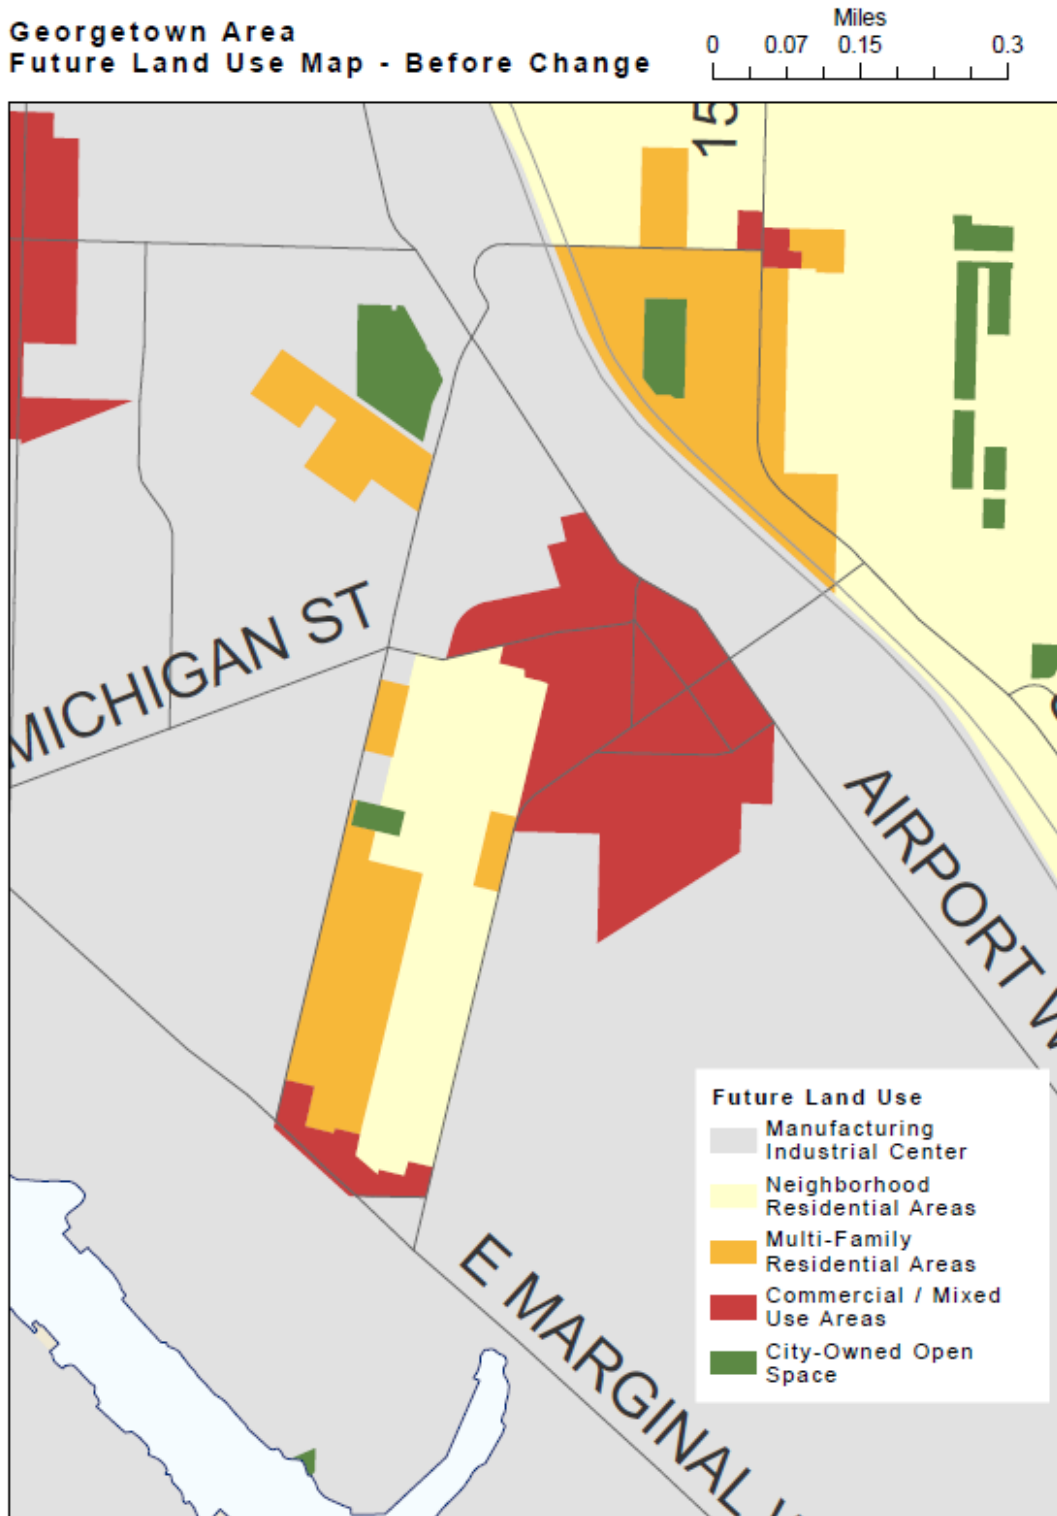 Georgetown Area
Future Land Use Map - Before Change
Miles
0 0.07 0.15 0.3
15
MICHIGAN ST
AIRPORT W
E MARGINAL
Future Land Use
Manufacturing
Industrial Center
Neighborhood
Residential Areas
Multi-Family
Residential Areas
Commercial / Mixed
Use Areas
City-Owned Open
Space